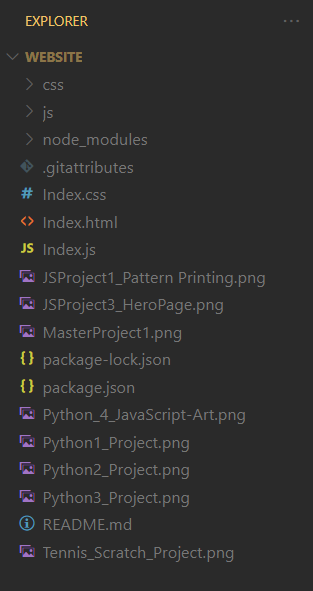 EXPLORER
WEBSITE
css
js
node_modules
.gitattributes
# Index.css
<> Index.html
JS Index.js
JSProject1_Pattern Printing.png
JSProject3_HeroPage.png
MasterProject1.png
{} package-lock.json
{} package.json
Python_4_JavaScript-Art.png
Python1_Project.png
Python2_Project.png
Python3_Project.png
README.md
Tennis_Scratch_Project.png